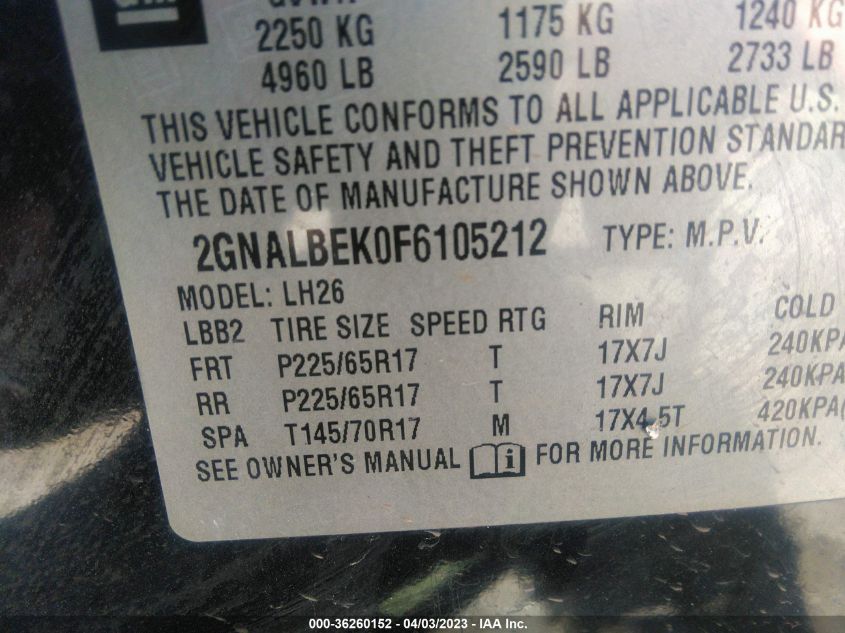 GM
GVWR
2250 KG 1175 KG 1240 KG
4960 LB 2590 LB 2733 LB
THIS VEHICLE CONFORMS TO ALL APPLICABLE U.S.
VEHICLE SAFETY AND THEFT PREVENTION STANDAR
THE DATE OF MANUFACTURE SHOWN ABOVE.
2GNALBEK0F6105212 TYPE: M.P.V.
MODEL: LH26
LBB2 TIRE SIZE SPEED RTG RIM COLD
FRT P225/65R17 T 17X7J 240KPA
RR P225/65R17 T 17X7J 240KPA
SPA T145/70R17 M 17X4.5T 420KPA(
SEE OWNER'S MANUAL i FOR MORE INFORMATION.
000-36260152 - 04/03/2023 - IAA Inc.